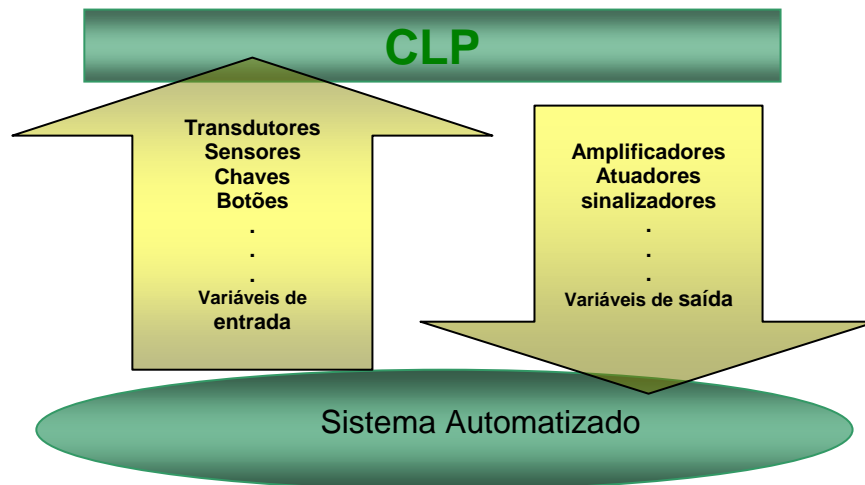 CLP
Transdutores
Sensores
Chaves
Botões
.
.
.
Variáveis de
entrada
Amplificadores
Atuadores
sinalizadores
.
.
.
Variáveis de saída
Sistema Automatizado